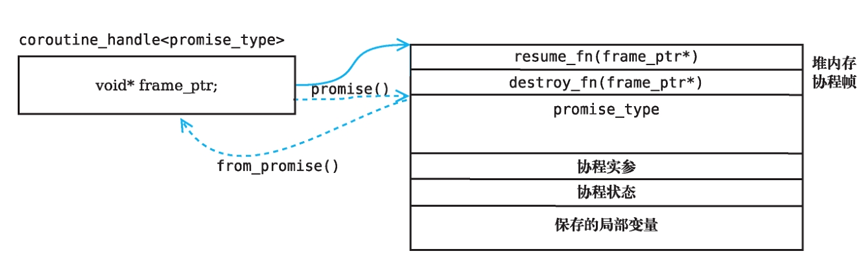 coroutine_handle<promise_type>
void* frame_ptr;
promise()
from_promise()
resume_fn(frame_ptr*)
destroy_fn(frame_ptr*)
promise_type
协程实参
协程状态
保存的局部变量
堆内存
协程帧